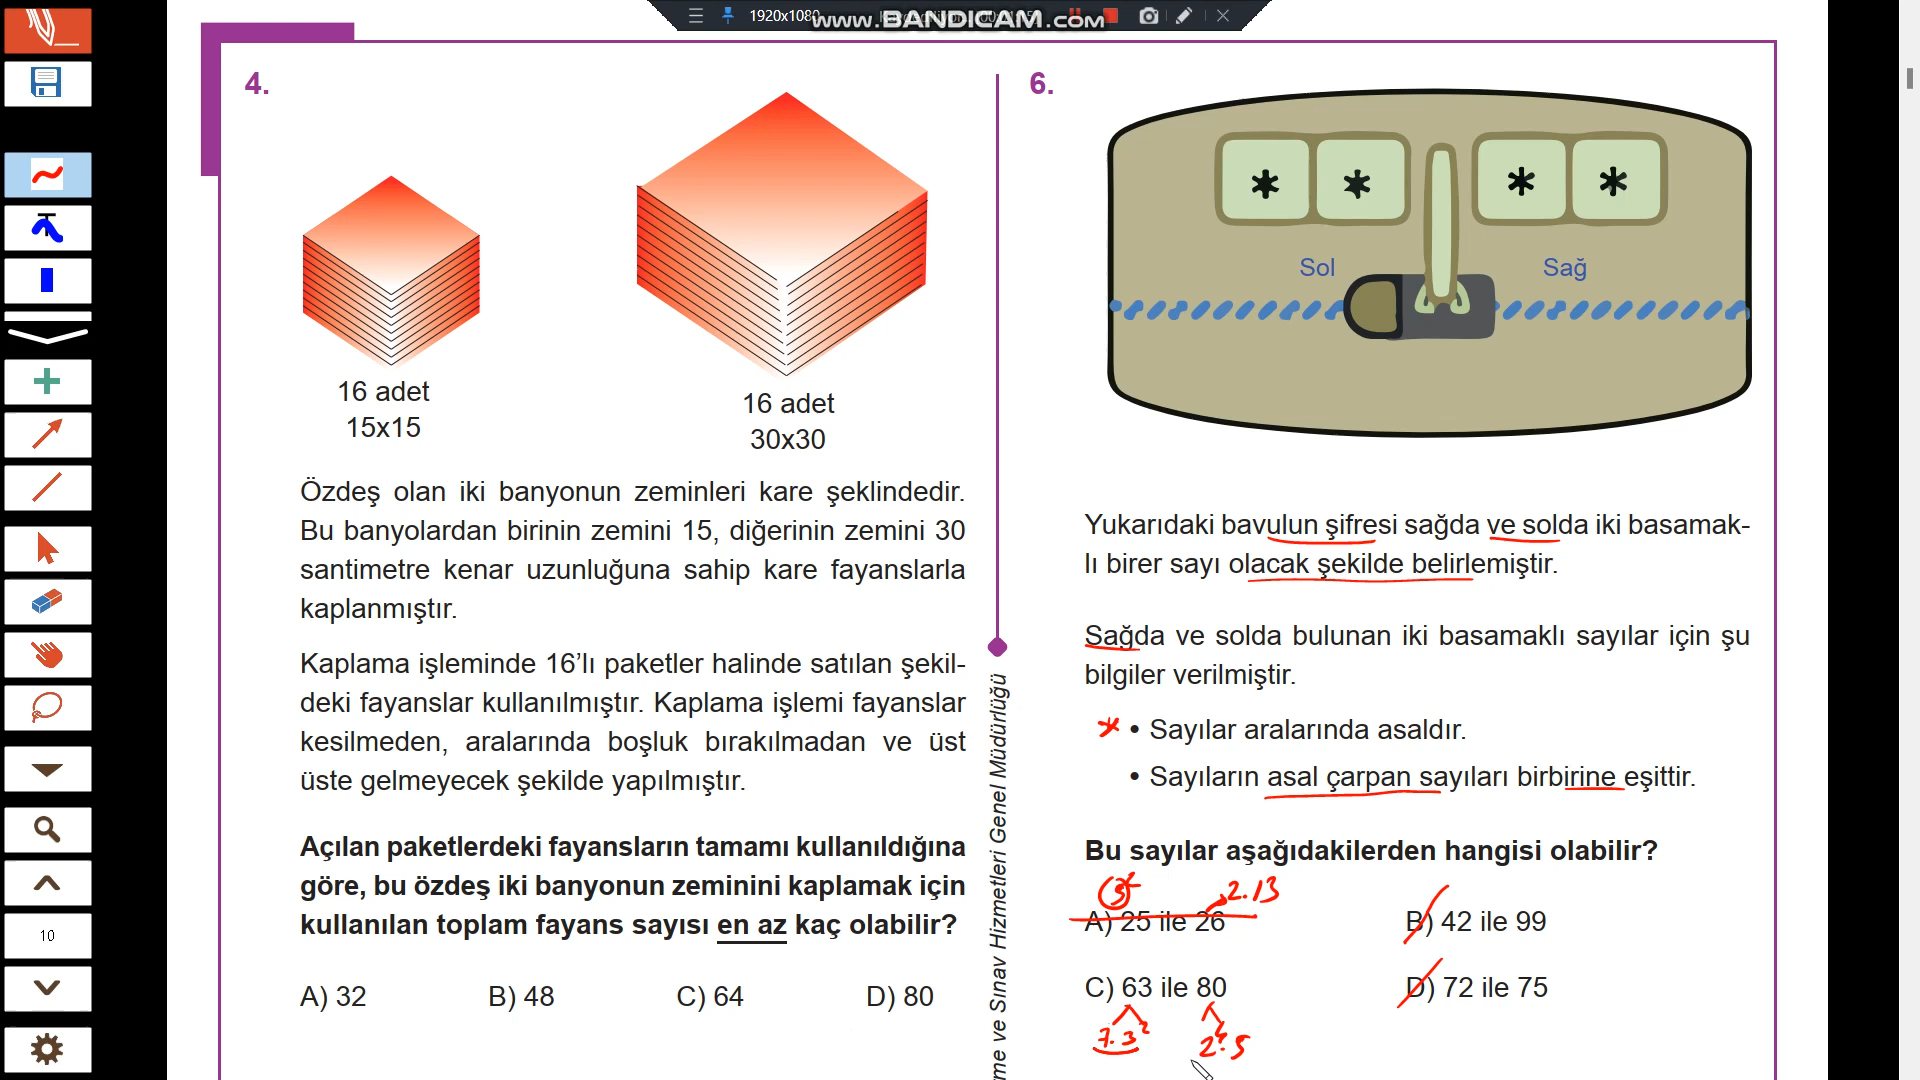 1920x1080
www.BANDICAM.com
4.
16 adet
15x15
16 adet
30x30
Özdeş olan iki banyonun zeminleri kare şeklindedir.
Bu banyolardan birinin zemini 15, diğerinin zemini 30
santimetre kenar uzunluğuna sahip kare fayanslarla
kaplanmıştır.
Kaplama işleminde 16’lı paketler halinde satılan şekil-
deki fayanslar kullanılmıştır. Kaplama işlemi fayanslar
kesilmeden, aralarında boşluk bırakılmadan ve üst
üste gelmeyecek şekilde yapılmıştır.
Açılan paketlerdeki fayansların tamamı kullanıldığına
göre, bu özdeş iki banyonun zeminini kaplamak için
kullanılan toplam fayans sayısı en az kaç olabilir?
A) 32 B) 48 C) 64 D) 80
me ve Sınav Hizmetleri Genel Müdürlüğü
6.
* * * *
Sol Sağ
Yukarıdaki bavulun şifresi sağda ve solda iki basamak-
lı birer sayı olacak şekilde belirlemiştir.
Sağda ve solda bulunan iki basamaklı sayılar için şu
bilgiler verilmiştir.
• Sayılar aralarında asaldır.
• Sayıların asal çarpan sayıları birbirine eşittir.
Bu sayılar aşağıdakilerden hangisi olabilir?
5² 2.13
A) 25 ile 26 B) 42 ile 99
C) 63 ile 80 D) 72 ile 75
7.3² 2⁴.5
10